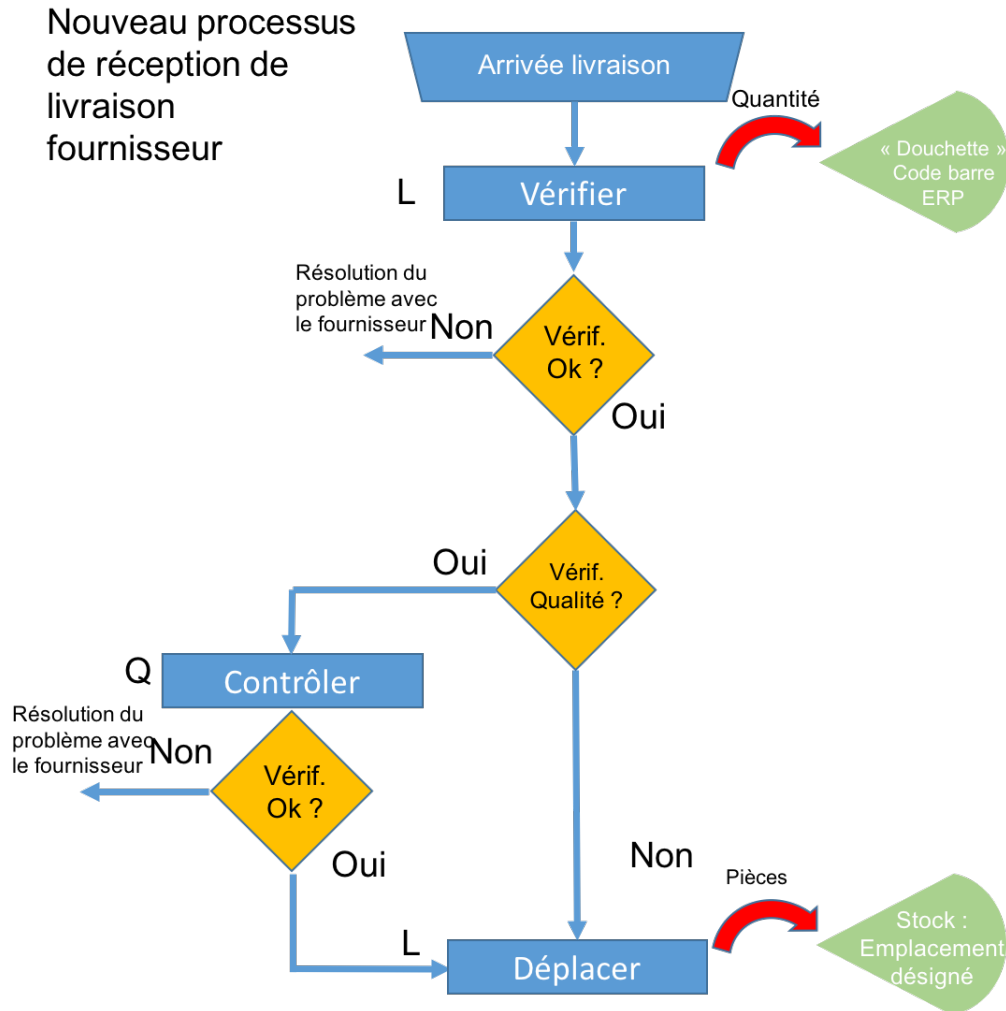 Nouveau processus
de réception de
livraison
fournisseur
Arrivée livraison
Quantité
« Douchette »
Code barre
ERP
L
Vérifier
Résolution du
problème avec
le fournisseur
Non
Vérif.
Ok ?
Oui
Oui
Vérif.
Qualité ?
Q
Contrôler
Résolution du
problème avec
le fournisseur
Non
Vérif.
Ok ?
Oui
Non
Pièces
L
Déplacer
Stock :
Emplacement
désigné